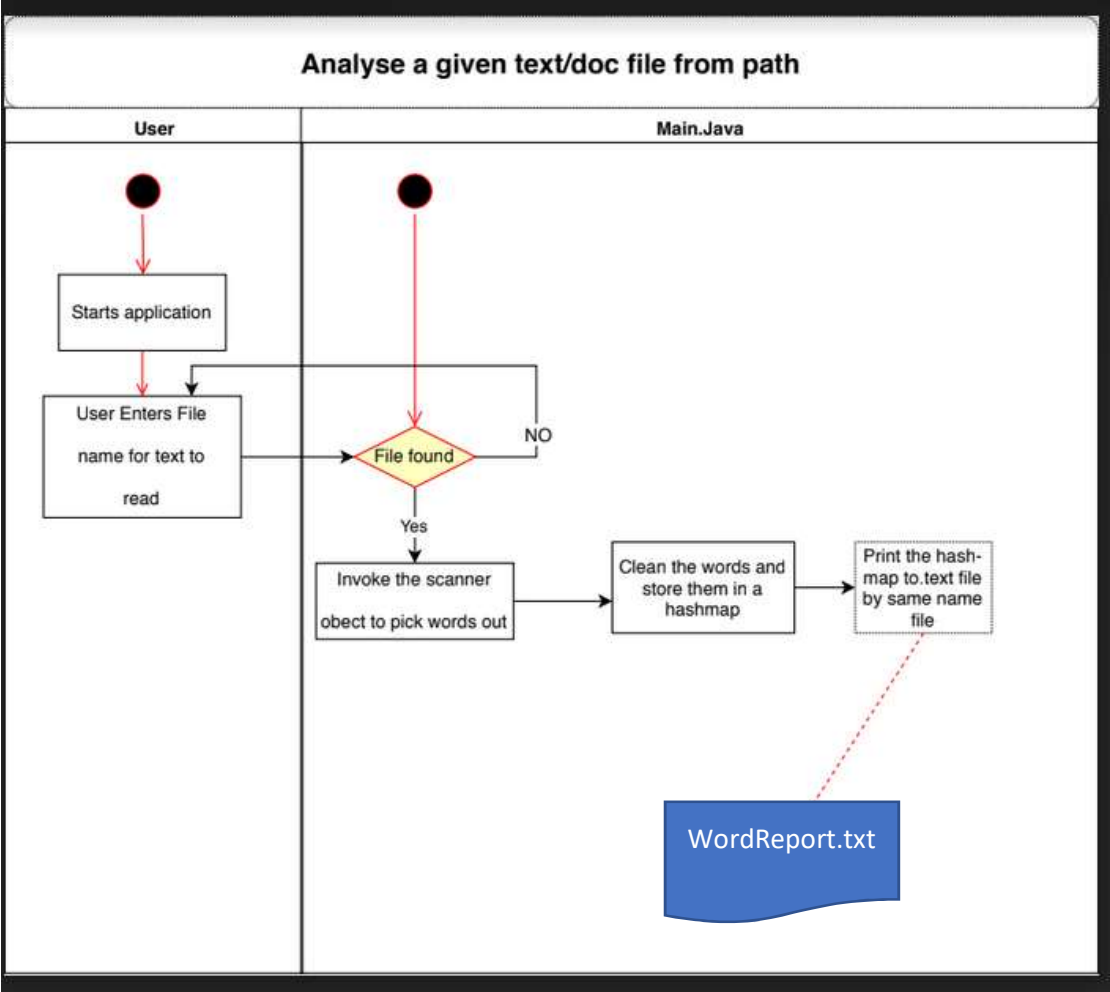 Analyse a given text/doc file from path
User
Main.Java
Starts application
User Enters File
name for text to
read
File found
NO
Yes
Invoke the scanner
obect to pick words out
Clean the words and
store them in a
hashmap
Print the hash-
map to.text file
by same name
file
WordReport.txt